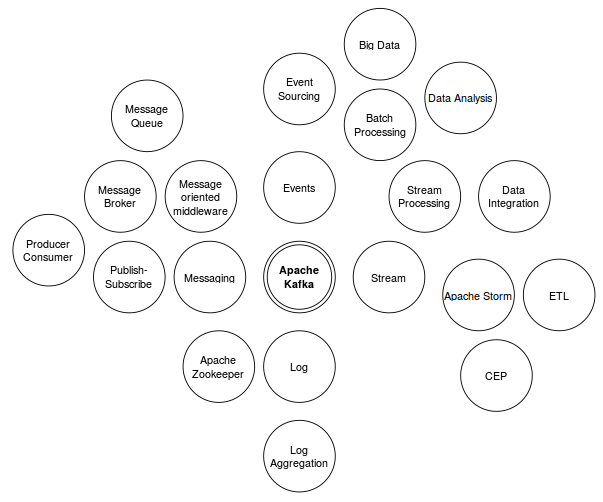 Big Data
Event
Sourcing
Data Analysis
Message
Queue
Batch
Processing
Message
Broker
Message
oriented
middleware
Events
Stream
Processing
Data
Integration
Producer
Consumer
Publish-
Subscribe
Messaging
Apache
Kafka
Stream
Apache Storm
ETL
Apache
Zookeeper
Log
CEP
Log
Aggregation